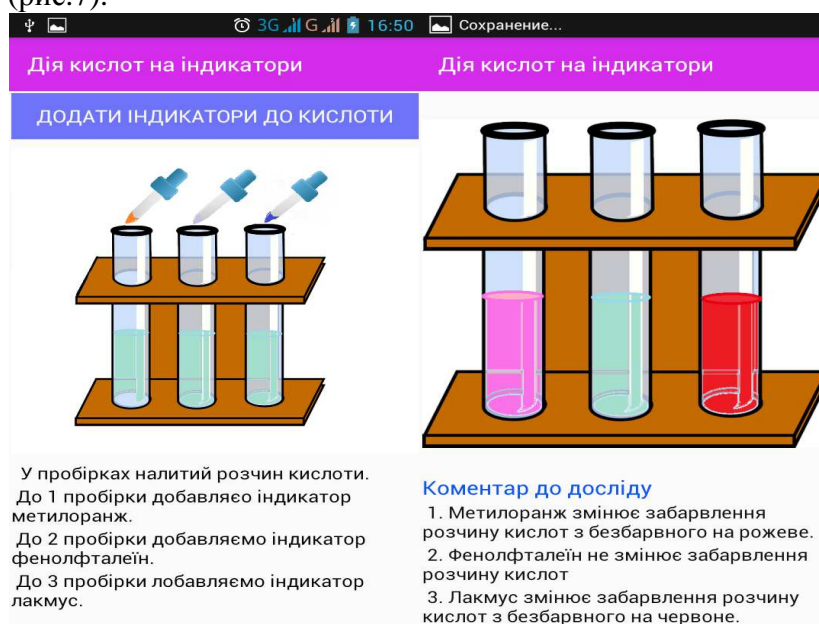 (рис.7).
3G G 16:50
Сохранение...
Дія кислот на індикатори
ДОДАТИ ІНДИКАТОРИ ДО КИСЛОТИ
У пробірках налитий розчин кислоти.
До 1 пробірки добавляєо індикатор
метилоранж.
До 2 пробірки добавляємо індикатор
фенолфталеїн.
До 3 пробірки лобавляємо індикатор
лакмус.
Дія кислот на індикатори
Коментар до досліду
1. Метилоранж змінює забарвлення
розчину кислот з безбарвного на рожеве.
2. Фенолфталеїн не змінює забарвлення
розчину кислот
3. Лакмус змінює забарвлення розчину
кислот з безбарвного на червоне.